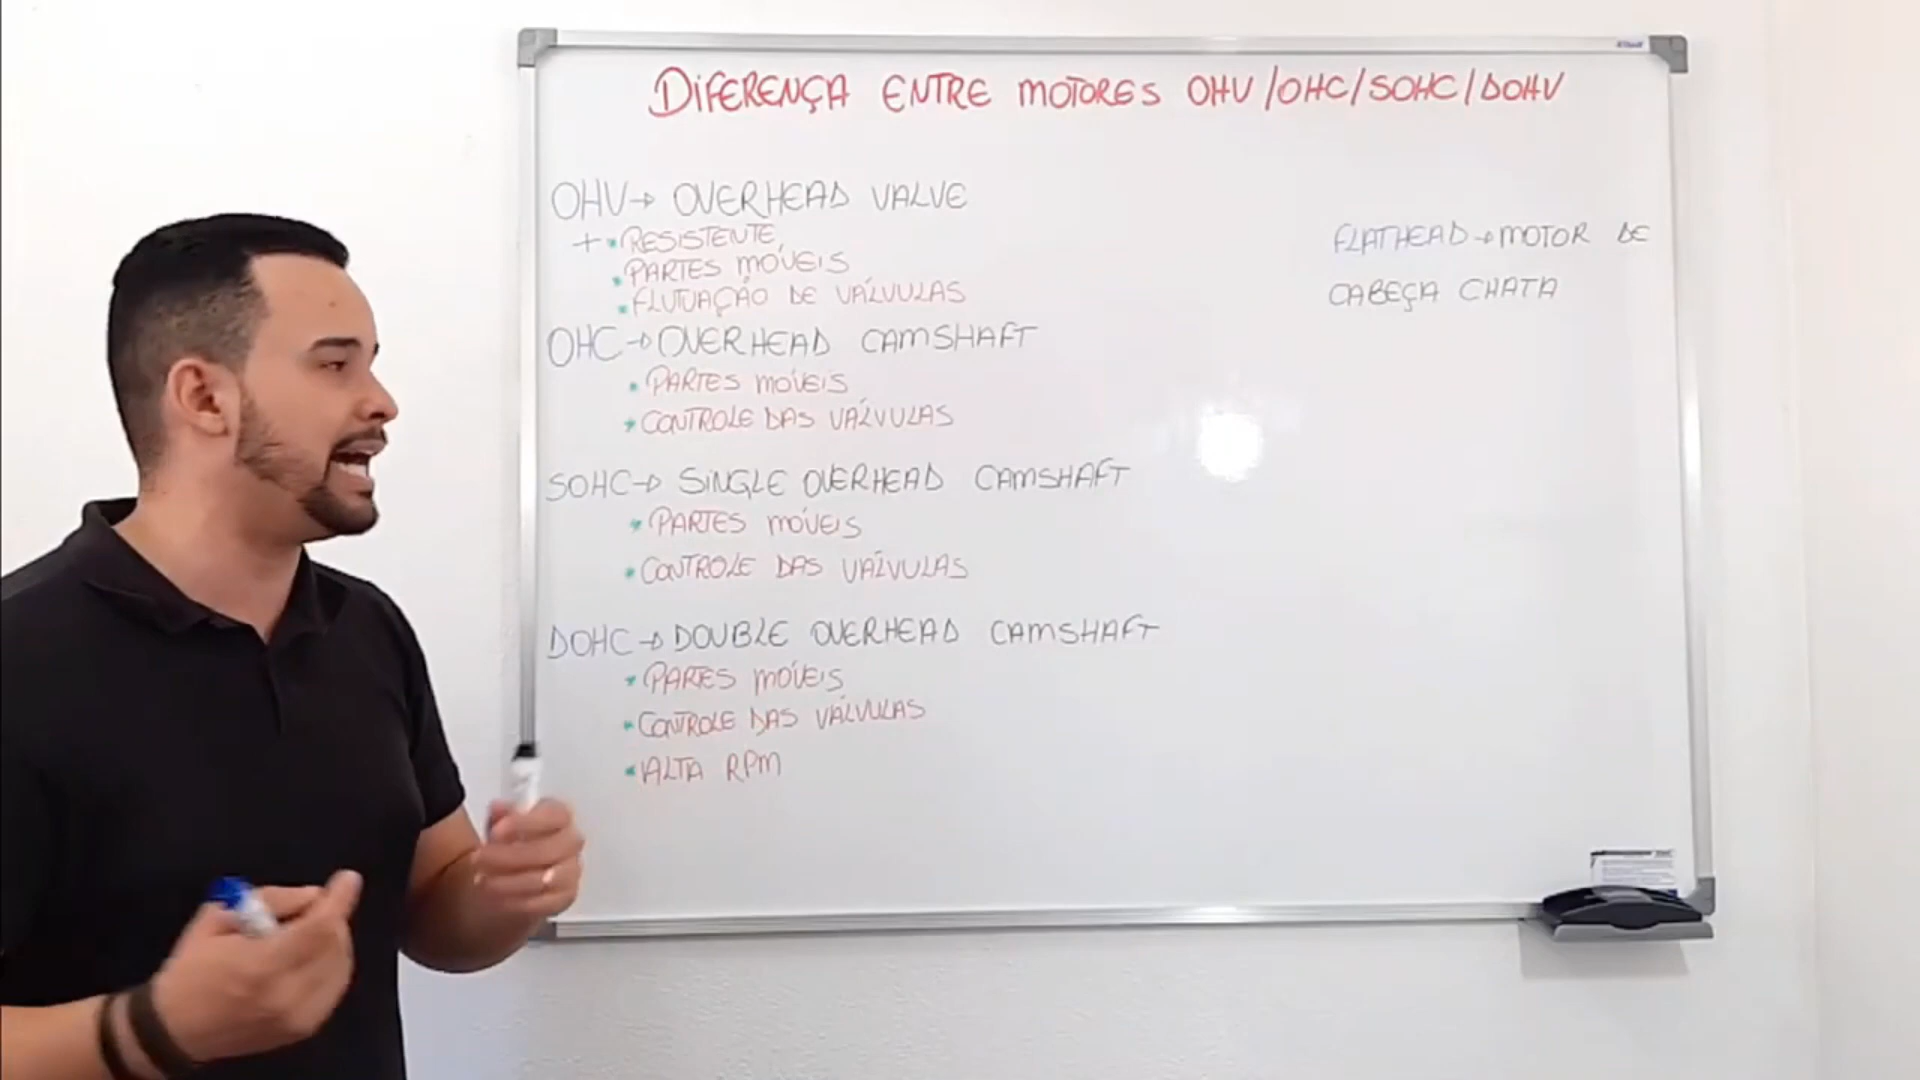 DIFERENÇA ENTRE MOTORES OHV/OHC/SOHC/DOHV
OHV→ OVERHEAD VALVE
+ • RESISTENTE
• PARTES MÓVEIS
• FLUTUAÇÃO DE VÁLVULAS
OHC→ OVERHEAD CAMSHAFT
• PARTES MÓVEIS
• CONTROLE DAS VÁLVULAS
SOHC→ SINGLE OVERHEAD CAMSHAFT
• PARTES MÓVEIS
• CONTROLE DAS VÁLVULAS
DOHC→ DOUBLE OVERHEAD CAMSHAFT
• PARTES MÓVEIS
• CONTROLE DAS VÁLVULAS
• ALTA RPM
FLATHEAD→MOTOR DE
CABEÇA CHATA